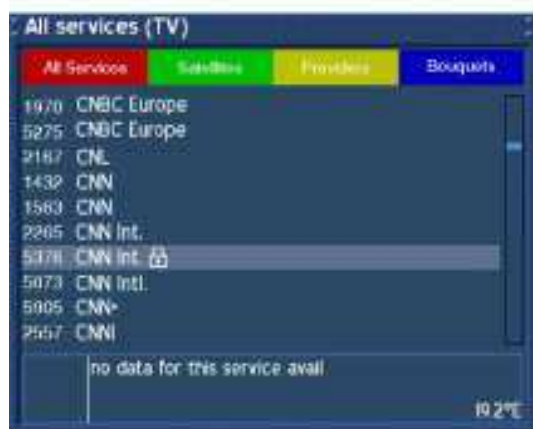 All services (TV)
All Services Satellites Providers Bouquets
1970 CNBC Europe
5275 CNBC Europe
2167 CNL
1432 CNN
1563 CNN
2265 CNN Int.
5376 CNN Int.
5073 CNN Intl.
5905 CNN+
2557 CNNI
no data for this service avail
19.2°E